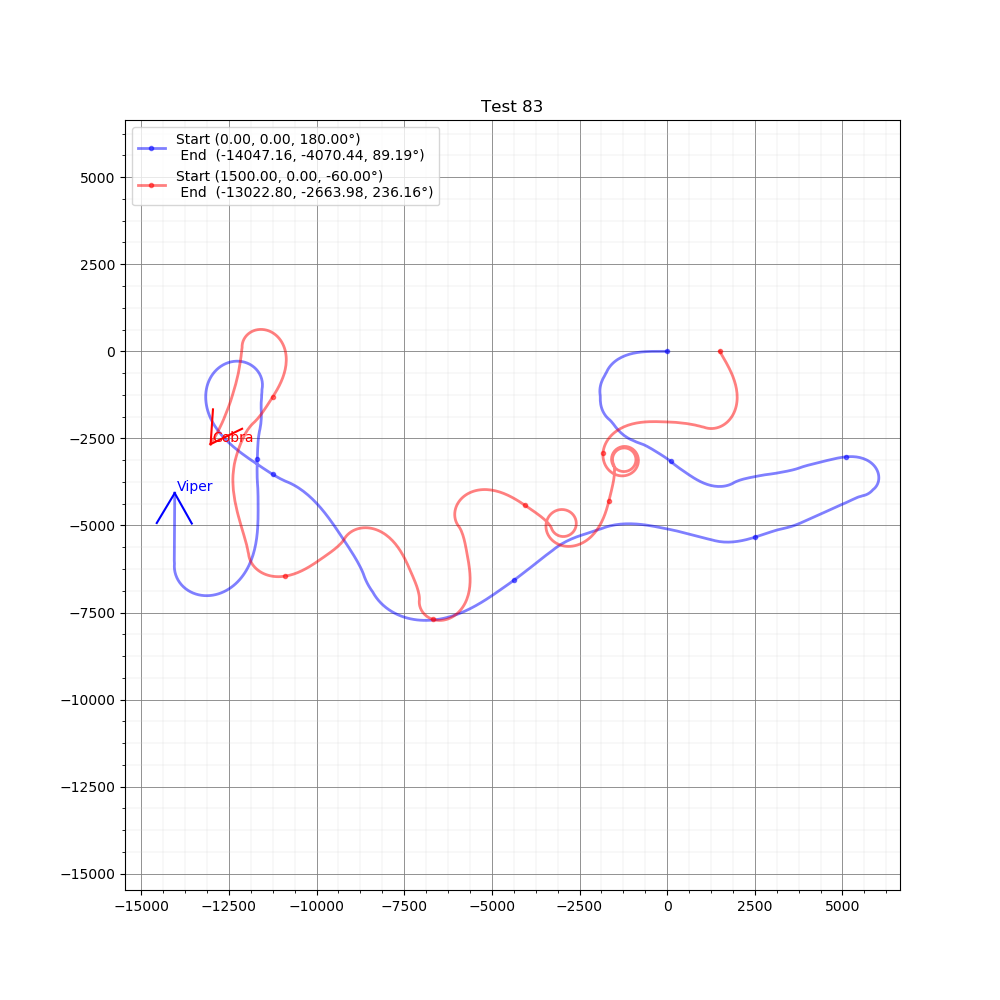 Test 83
Start (0.00, 0.00, 180.00°)
End (-14047.16, -4070.44, 89.19°)
Start (1500.00, 0.00, -60.00°)
End (-13022.80, -2663.98, 236.16°)
5000
2500
0
−2500
−5000
−7500
−10000
−12500
−15000
Cobra
Viper
−15000 −12500 −10000 −7500 −5000 −2500 0 2500 5000